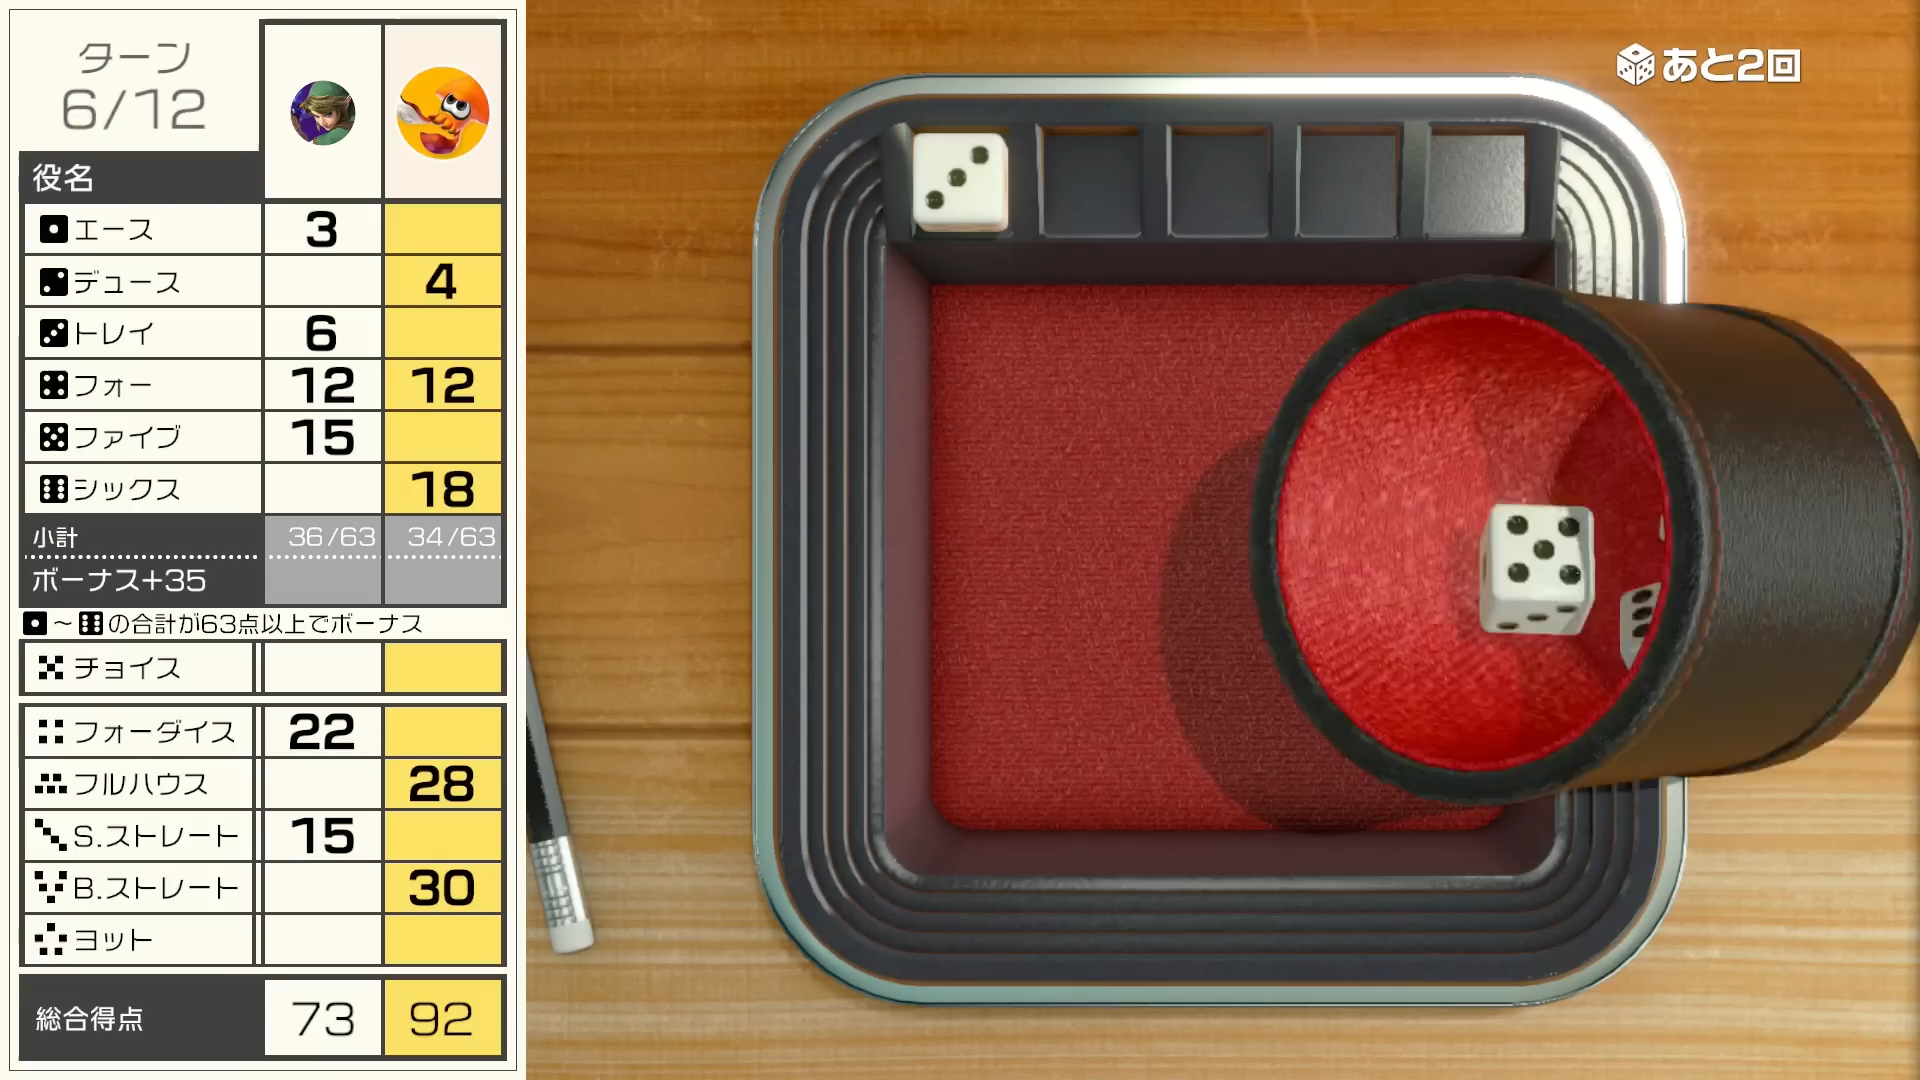 ターン
6/12
あと2回
役名
エース 3
デュース 4
トレイ 6
フォー 12 12
ファイブ 15
シックス 18
小計 36/63 34/63
ボーナス+35
~の合計が63点以上でボーナス
チョイス
フォーダイス 22
フルハウス 28
S.ストレート 15
B.ストレート 30
ヨット
総合得点 73 92